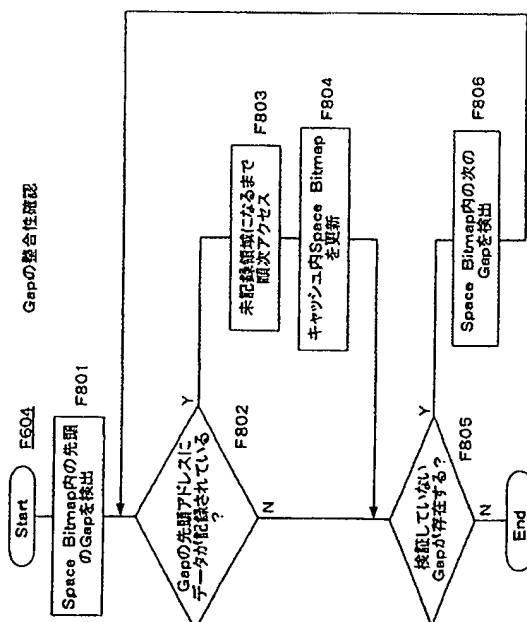 Gapの整合性確認
F604
Start
F801
Space Bitmap内の先頭
のGapを検出
Gapの先頭アドレスに
データが記録されている
?
F802
Y
N
F803
未記録領域になるまで
順次アクセス
F804
キャッシュ内Space Bitmap
を更新
検証していない
Gapが存在する?
F805
Y
N
F806
Space Bitmap内の次の
Gapを検出
End